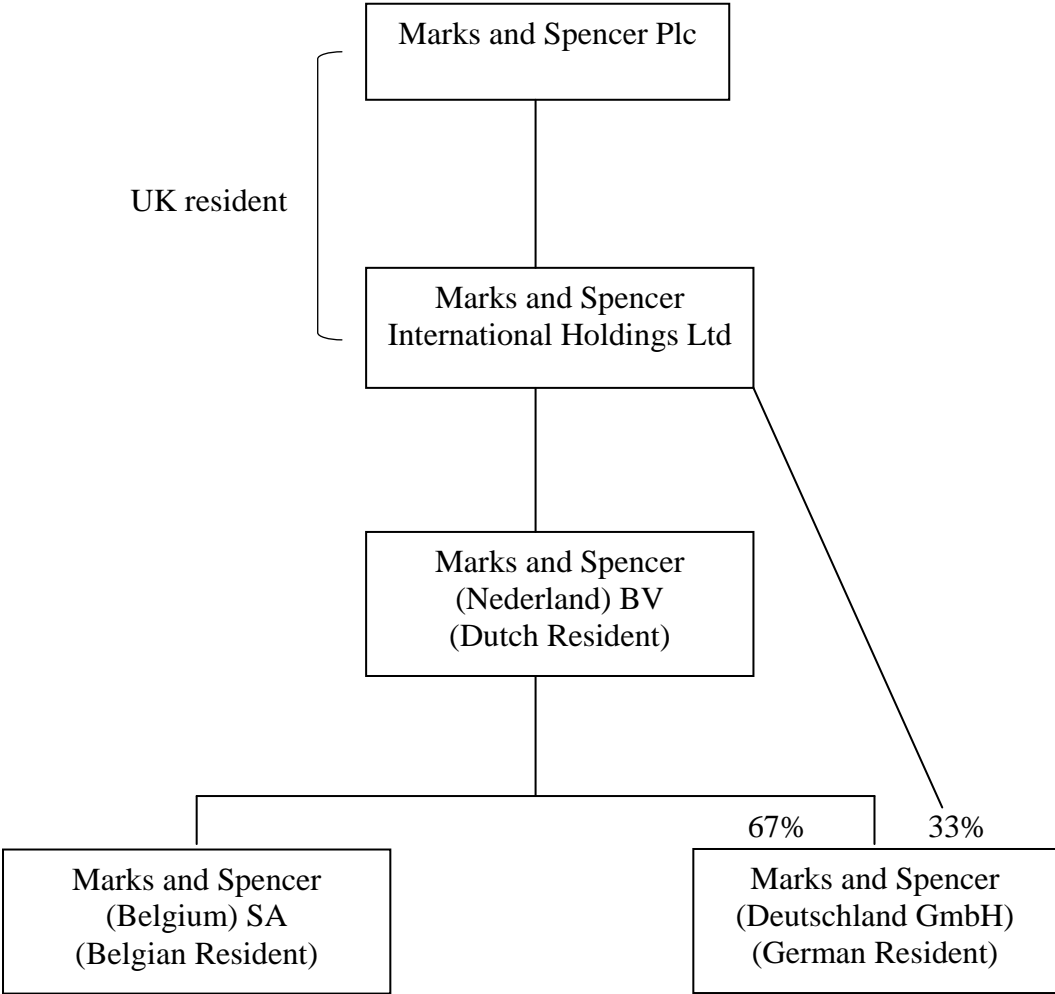 Marks and Spencer Plc
UK resident
Marks and Spencer
International Holdings Ltd
Marks and Spencer
(Nederland) BV
(Dutch Resident)
67%
33%
Marks and Spencer
(Belgium) SA
(Belgian Resident)
Marks and Spencer
(Deutschland GmbH)
(German Resident)